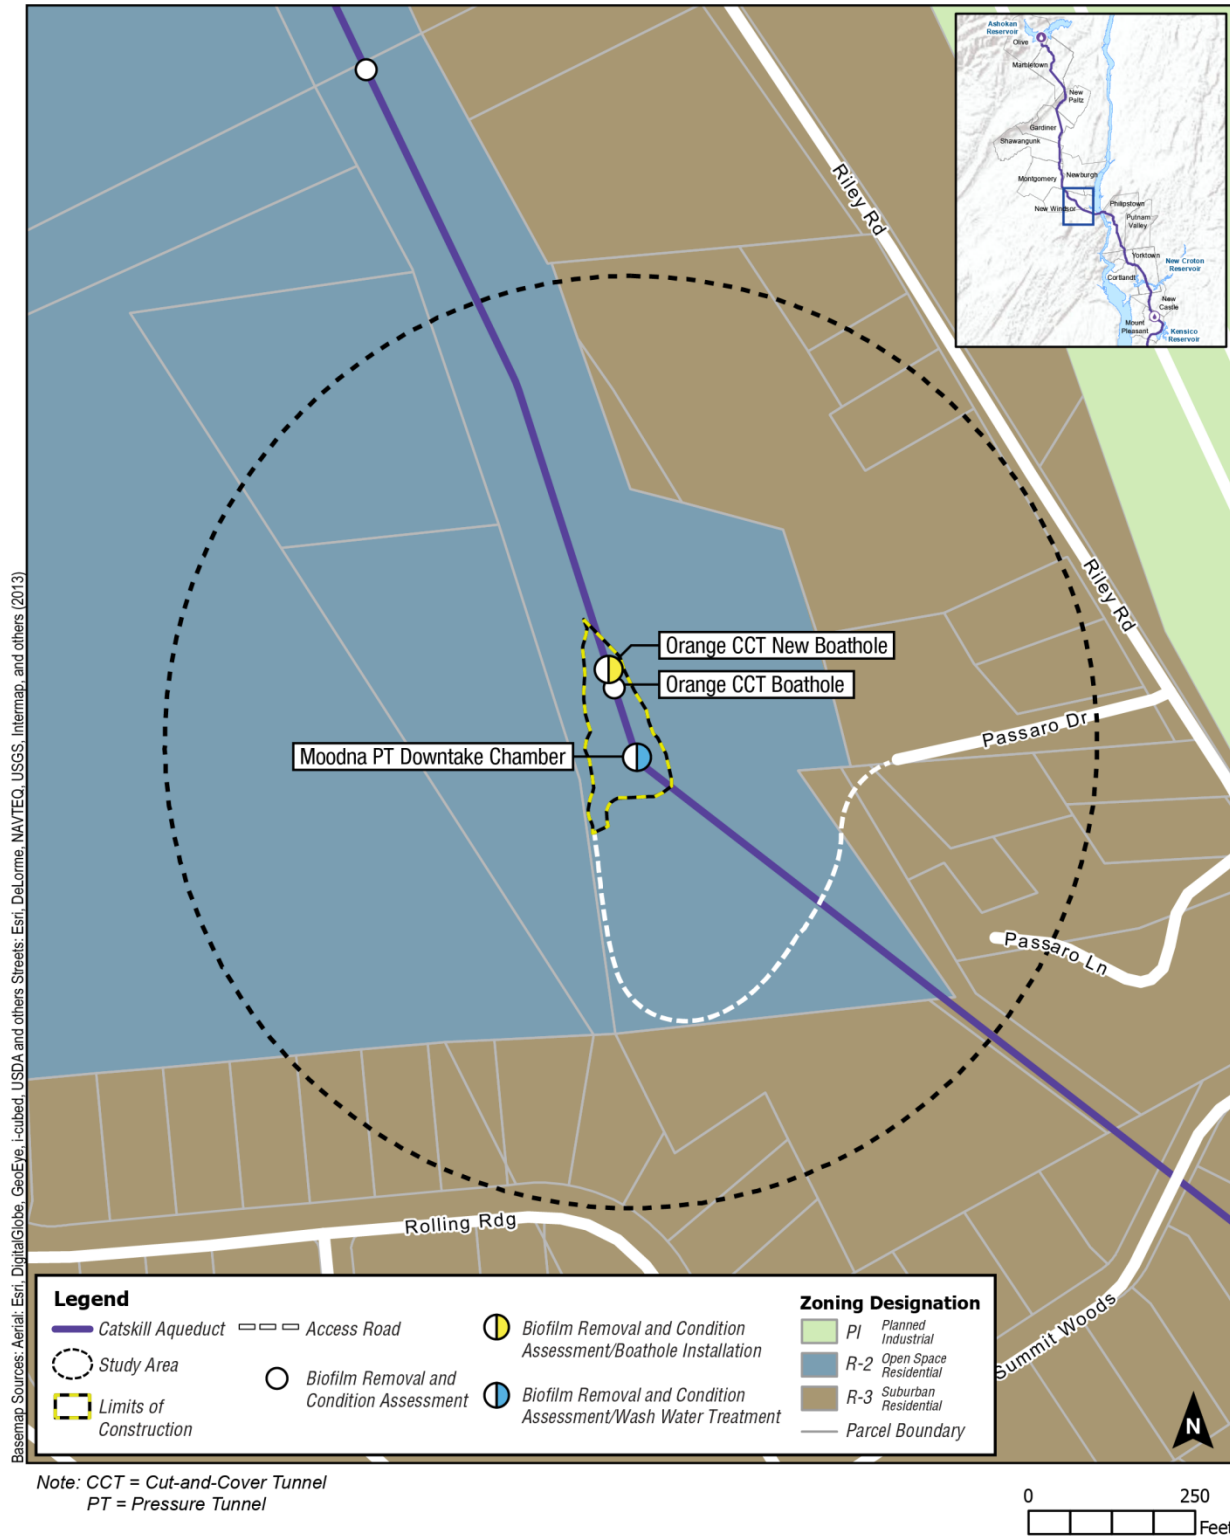 Ashokan
Reservoir
Olive
Marbletown
New
Paltz
Gardiner
Shawangunk
Montgomery
Newburgh
New Windsor
Philipstown
Putnam
Valley
Yorktown
New Croton
Reservoir
Cortlandt
New
Castle
Mount
Pleasant
Kensico
Reservoir
Riley Rd
Riley Rd
Orange CCT New Boathole
Orange CCT Boathole
Moodna PT Downtake Chamber
Passaro Dr
Passaro Ln
Rolling Rdg
Summit Woods
Basemap Sources: Aerial: Esri, DigitalGlobe, GeoEye, i-cubed, USDA and others Streets: Esri, DeLorme, NAVTEQ, USGS, Intermap, and others (2013)
Legend
Catskill Aqueduct
Study Area
Limits of
Construction
Access Road
Biofilm Removal and
Condition Assessment
Biofilm Removal and Condition
Assessment/Boathole Installation
Biofilm Removal and Condition
Assessment/Wash Water Treatment
Zoning Designation
PI Planned
Industrial
R-2 Open Space
Residential
R-3 Suburban
Residential
Parcel Boundary
N
Note: CCT = Cut-and-Cover Tunnel
PT = Pressure Tunnel
0 250
Feet